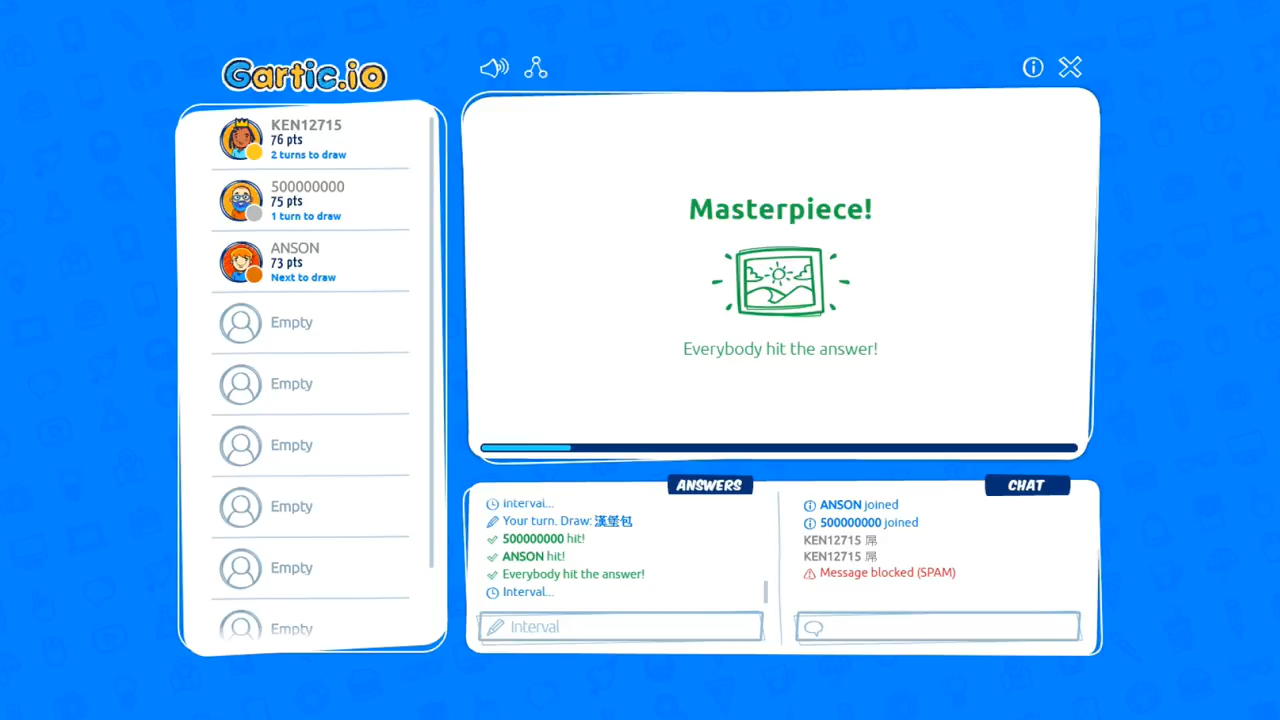 Gartic.io
KEN12715
76 pts
2 turns to draw
500000000
75 pts
1 turn to draw
ANSON
73 pts
Next to draw
Empty
Empty
Empty
Empty
Empty
Empty
Masterpiece!
Everybody hit the answer!
ANSWERS
Interval...
Your turn. Draw: 漢堡包
500000000 hit!
ANSON hit!
Everybody hit the answer!
Interval...
Interval
CHAT
ANSON joined
500000000 joined
KEN12715 屌
KEN12715 屌
Message blocked (SPAM)